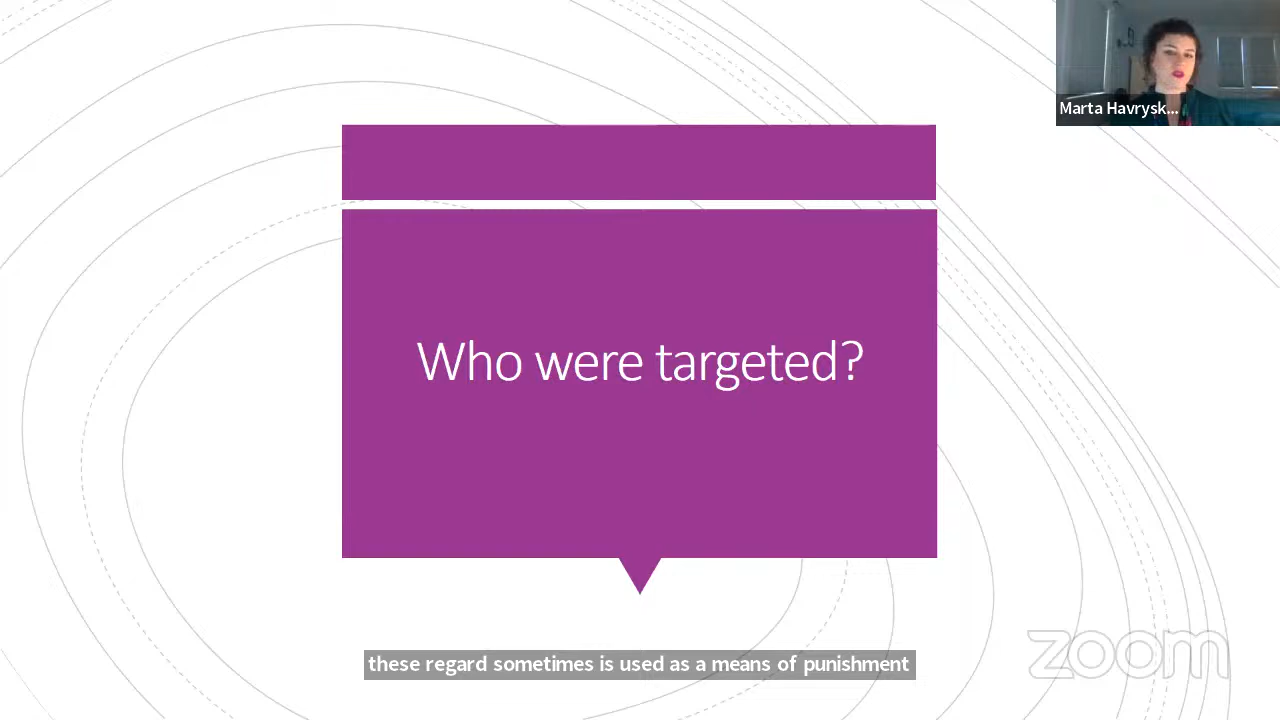 Marta Havrysk...
Who were targeted?
these regard sometimes is used as a means of punishment
zoom